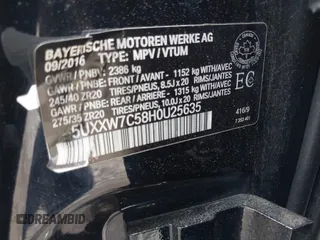 BAYERISCHE MOTOREN WERKE AG
09/2016 TYPE: MPV / VTUM
GVWR / PNBV: 2386 kg
GAWR / PNBE: FRONT / AVANT - 1152 kg WITH/AVEC
245/40 ZR20 TIRES/PNEUS, 8.5J x 20 RIMS/JANTES
GAWR / PNBE: REAR / ARRIERE - 1315 kg WITH/AVEC
275/35 ZR20 TIRES/PNEUS, 10.0J x 20 RIMS/JANTES
EC
5UXXW7C58H0U25635
416/9
DREAMBID